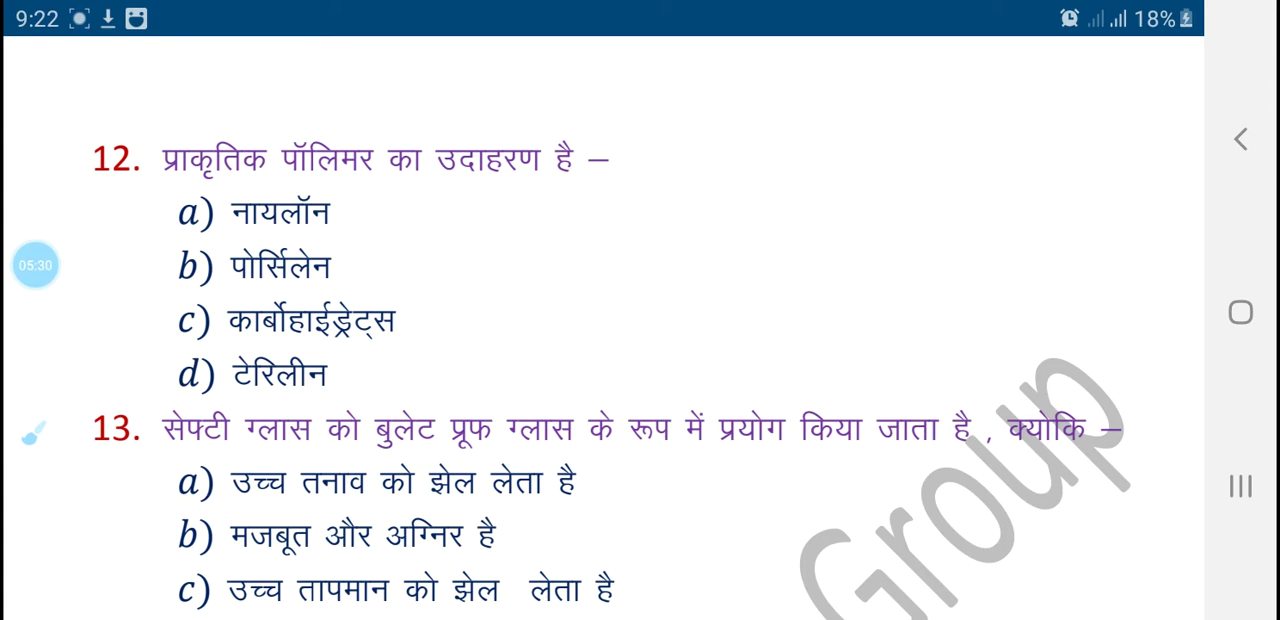 9:22 18%
12. प्राकृतिक पॉलिमर का उदाहरण है –
a) नायलॉन
b) पोर्सिलेन
c) कार्बोहाईड्रेट्स
05:30
d) टेरिलीन
13. सेफ्टी ग्लास को बुलेट प्रूफ ग्लास के रूप में प्रयोग किया जाता है , क्योकि –
a) उच्च तनाव को झेल लेता है
b) मजबूत और अग्निर है
c) उच्च तापमान को झेल लेता है
Group